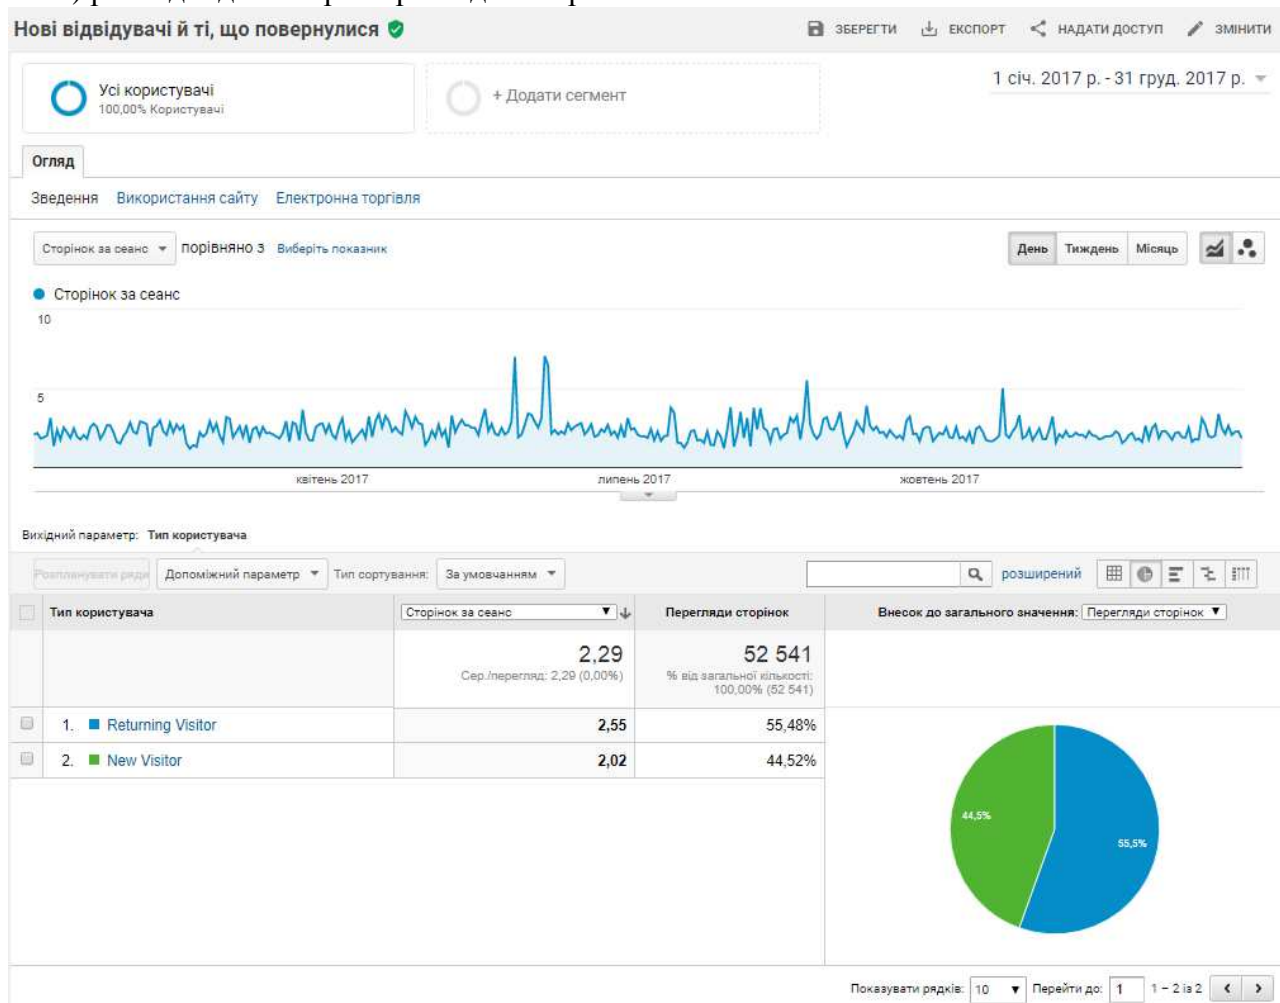 Нові відвідувачі й ті, що повернулися
ЗБЕРЕГТИ ЕКСПОРТ НАДАТИ ДОСТУП ЗМІНИТИ
Усі користувачі
100,00% Користувачі
+ Додати сегмент
1 січ. 2017 р. - 31 груд. 2017 р.
Огляд
Зведення Використання сайту Електронна торгівля
Сторінок за сеанс порівняно з Виберіть показник
День Тиждень Місяць
Сторінок за сеанс
10
5
квітень 2017 липень 2017 жовтень 2017
Вихідний параметр: Тип користувача
Розпланувати ряди Допоміжний параметр Тип сортування: За умовчанням розширений
Тип користувача Сторінок за сеанс Перегляди сторінок Внесок до загального значення: Перегляди сторінок
2,29 52 541
Сер./перегляд: 2,29 (0,00%) % від загальної кількості:
100,00% (52 541)
1. Returning Visitor 2,55 55,48%
2. New Visitor 2,02 44,52%
44,5%
55,5%
Показувати рядків: 10 Перейти до: 1 1 – 2 із 2